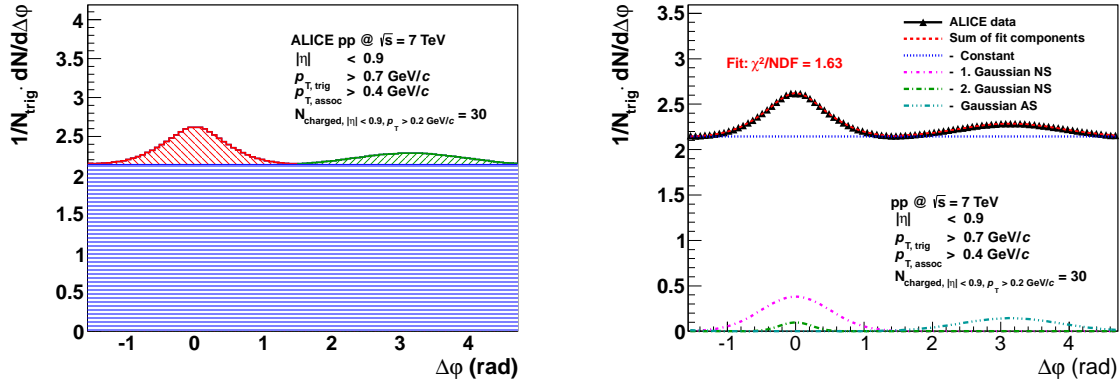 1/N_trig · dN/dΔφ
4
3.5
3
2.5
2
1.5
1
0.5
0
ALICE pp @ √s = 7 TeV
|η| < 0.9
p_T, trig > 0.7 GeV/c
p_T, assoc > 0.4 GeV/c
N_charged, |η| < 0.9, p_T > 0.2 GeV/c = 30
-1 0 1 2 3 4
Δφ (rad)
1/N_trig · dN/dΔφ
3.5
3
2.5
2
1.5
1
0.5
0
ALICE data
Sum of fit components
- Constant
- 1. Gaussian NS
- 2. Gaussian NS
- Gaussian AS
Fit: χ²/NDF = 1.63
pp @ √s = 7 TeV
|η| < 0.9
p_T, trig > 0.7 GeV/c
p_T, assoc > 0.4 GeV/c
N_charged, |η| < 0.9, p_T > 0.2 GeV/c = 30
-1 0 1 2 3 4
Δφ (rad)